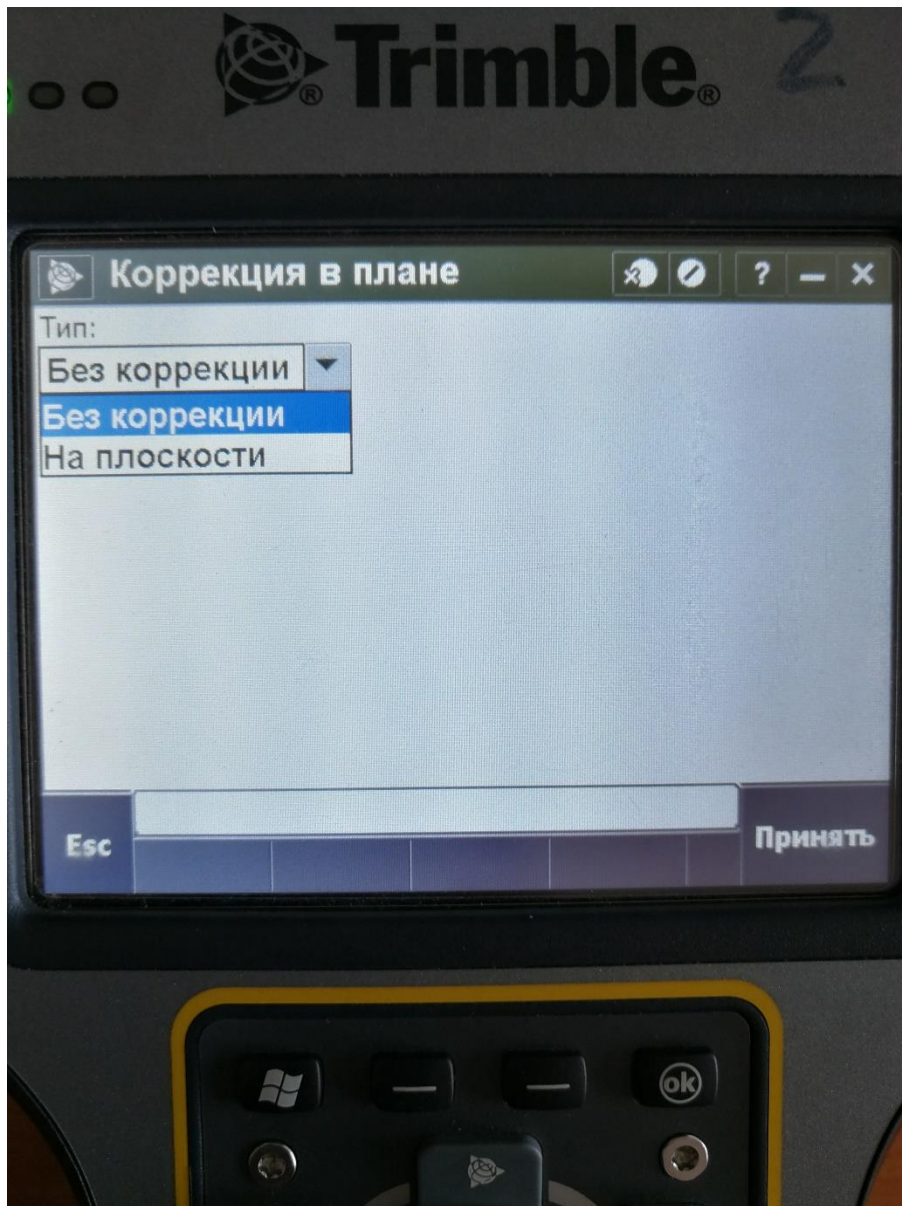 Trimble® 2
Коррекция в плане ? – ×
Тип:
Без коррекции
Без коррекции
На плоскости
Esc
Принять
ok